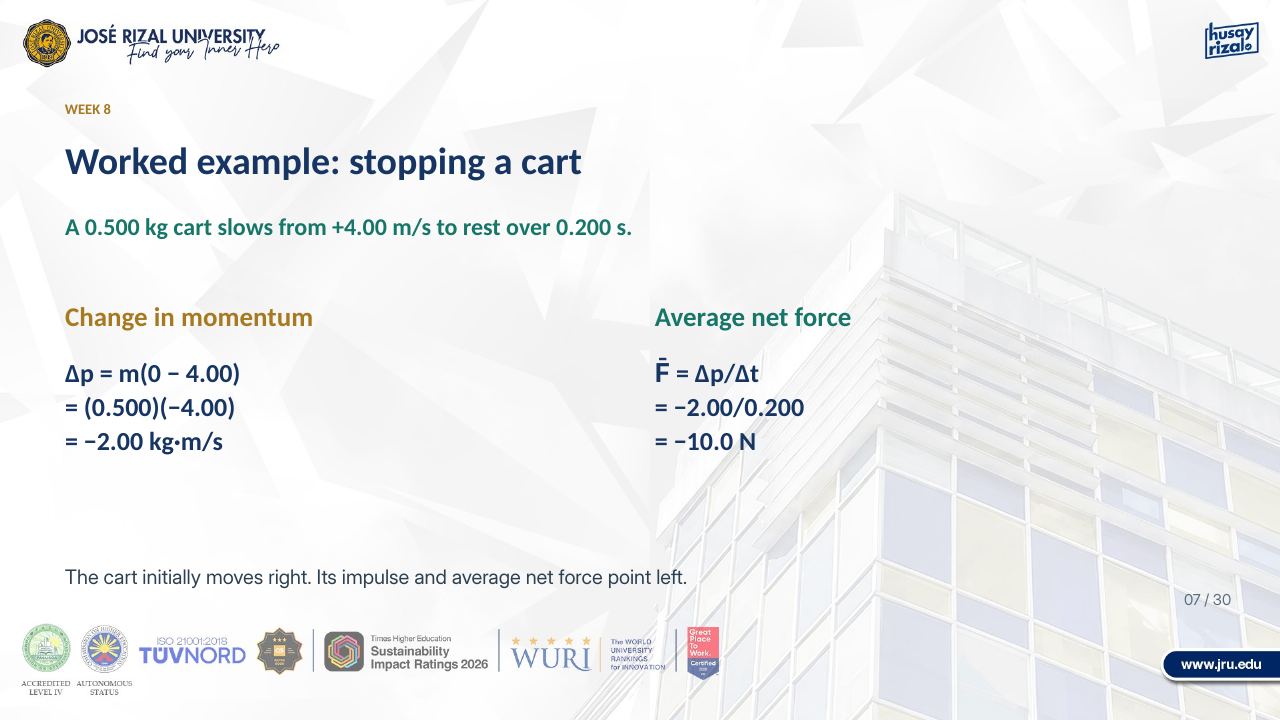 JOSÉ RIZAL UNIVERSITY
Find your Inner Hero
husay
rizal
WEEK 8
Worked example: stopping a cart
A 0.500 kg cart slows from +4.00 m/s to rest over 0.200 s.
Change in momentum
Δp = m(0 − 4.00)
= (0.500)(−4.00)
= −2.00 kg·m/s
Average net force
F̄ = Δp/Δt
= −2.00/0.200
= −10.0 N
The cart initially moves right. Its impulse and average net force point left.
07 / 30
ACCREDITED
LEVEL IV
AUTONOMOUS
STATUS
ISO 21001:2018
TÜVNORD
Times Higher Education
Sustainability
Impact Ratings 2026
WURI
The WORLD
UNIVERSITY
RANKINGS
for INNOVATION
Great
Place
To
Work.
Certified
www.jru.edu